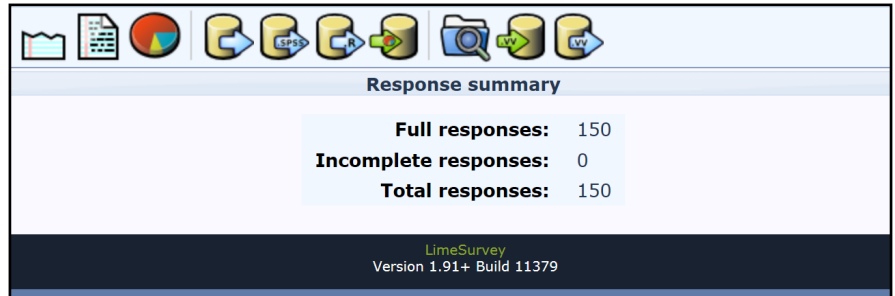 SPSS
R
VV
VV
Response summary
Full responses: 150
Incomplete responses: 0
Total responses: 150
LimeSurvey
Version 1.91+ Build 11379